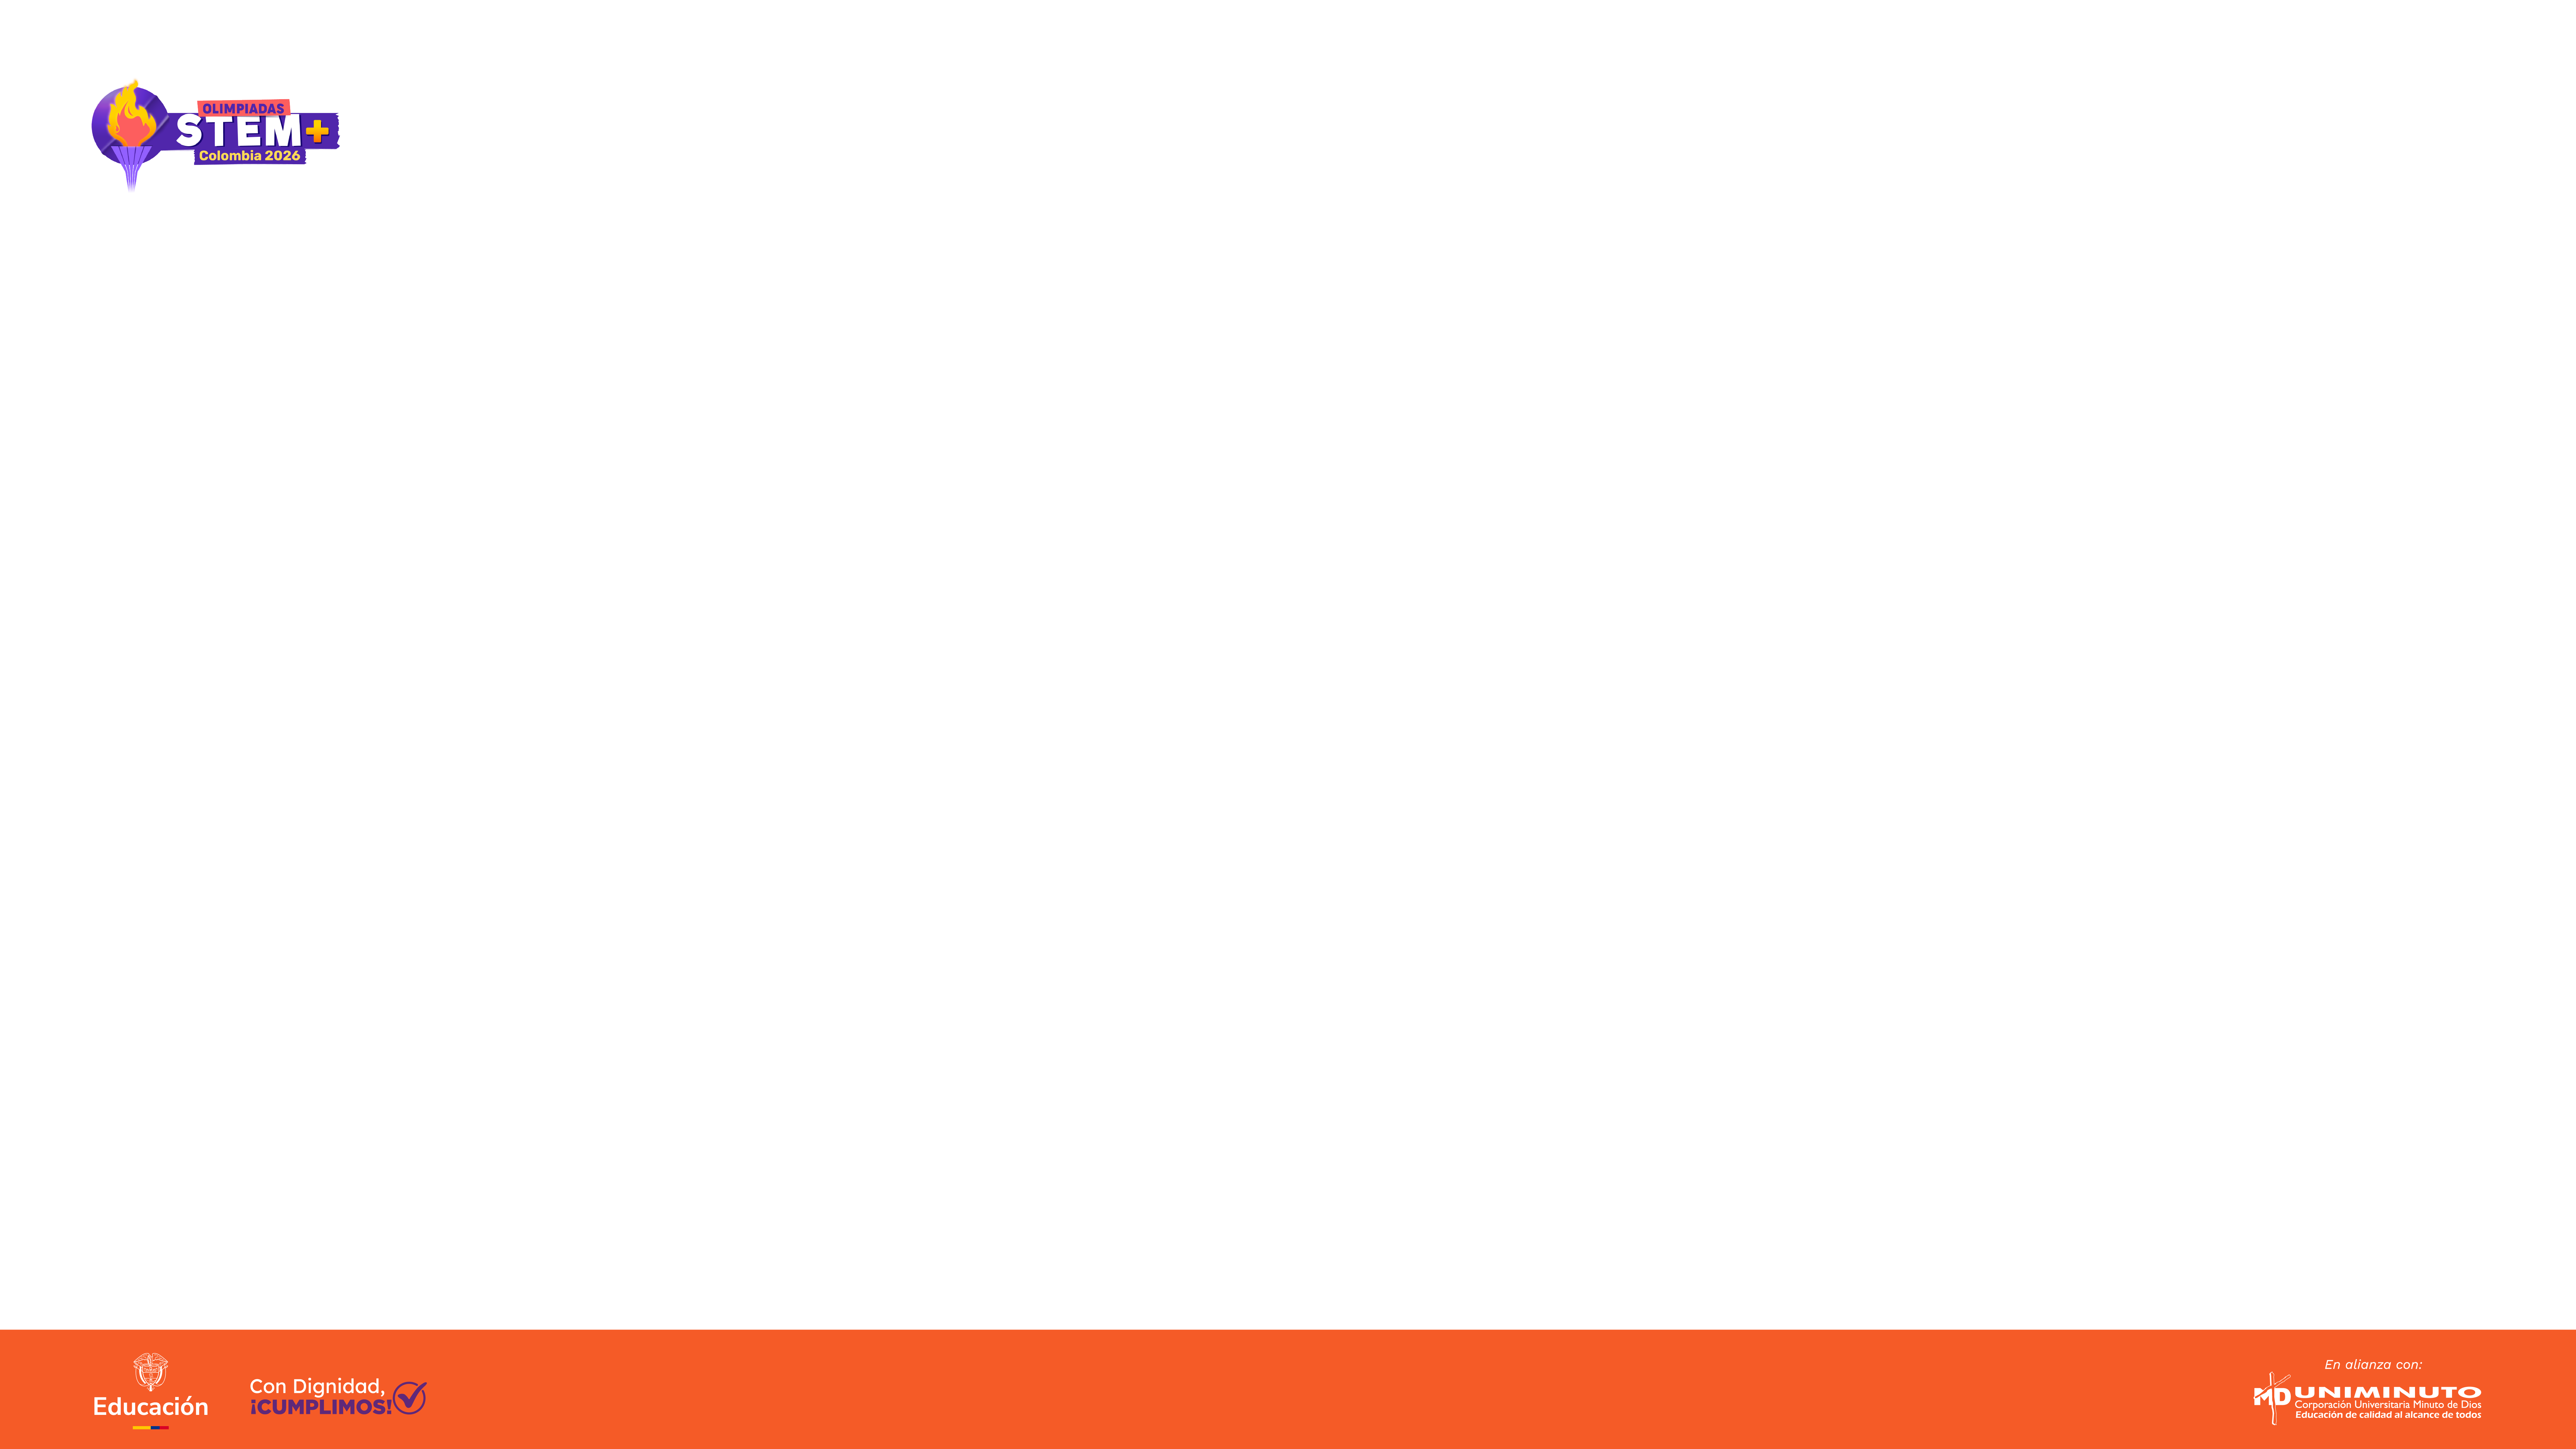 OLIMPIADAS
STEM+
Colombia 2026
Educación
Con Dignidad,
¡CUMPLIMOS!
En alianza con:
MD UNIMINUTO
Corporación Universitaria Minuto de Dios
Educación de calidad al alcance de todos